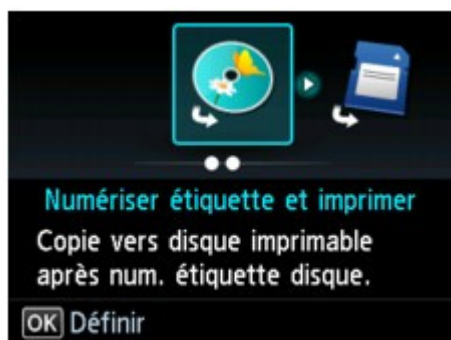 Numériser étiquette et imprimer
Copie vers disque imprimable
après num. étiquette disque.
OK Définir